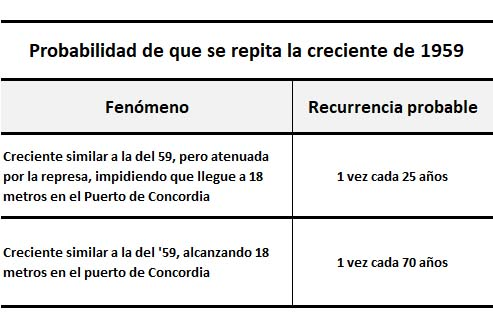 Probabilidad de que se repita la creciente de 1959
Fenómeno
Recurrencia probable
Creciente similar a la del 59, pero atenuada
por la represa, impidiendo que llegue a 18
metros en el Puerto de Concordia
1 vez cada 25 años
Creciente similar a la del '59, alcanzando 18
metros en el puerto de Concordia
1 vez cada 70 años